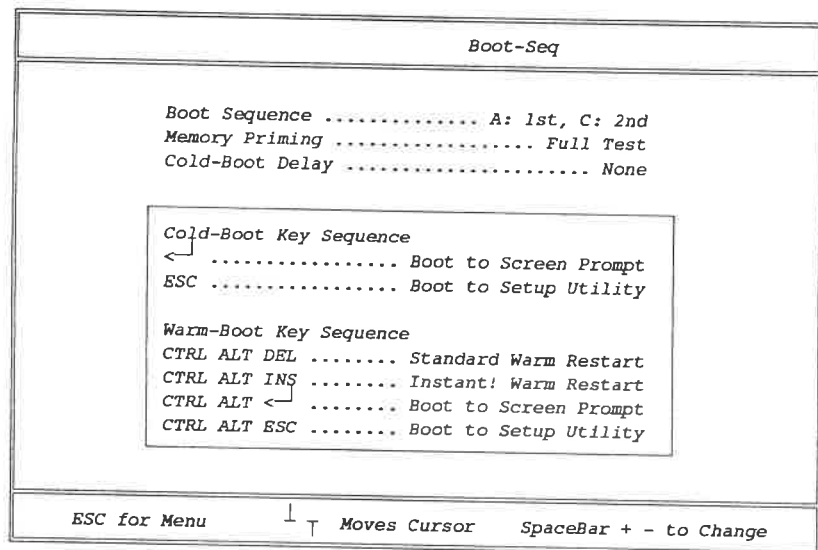 Boot-Seq
Boot Sequence .............. A: 1st, C: 2nd
Memory Priming .................. Full Test
Cold-Boot Delay ...................... None
Cold-Boot Key Sequence
<┘ ................. Boot to Screen Prompt
ESC ................. Boot to Setup Utility
Warm-Boot Key Sequence
CTRL ALT DEL ........ Standard Warm Restart
CTRL ALT INS ........ Instant! Warm Restart
CTRL ALT <┘ ........ Boot to Screen Prompt
CTRL ALT ESC ........ Boot to Setup Utility
ESC for Menu ┴ ┬ Moves Cursor SpaceBar + - to Change